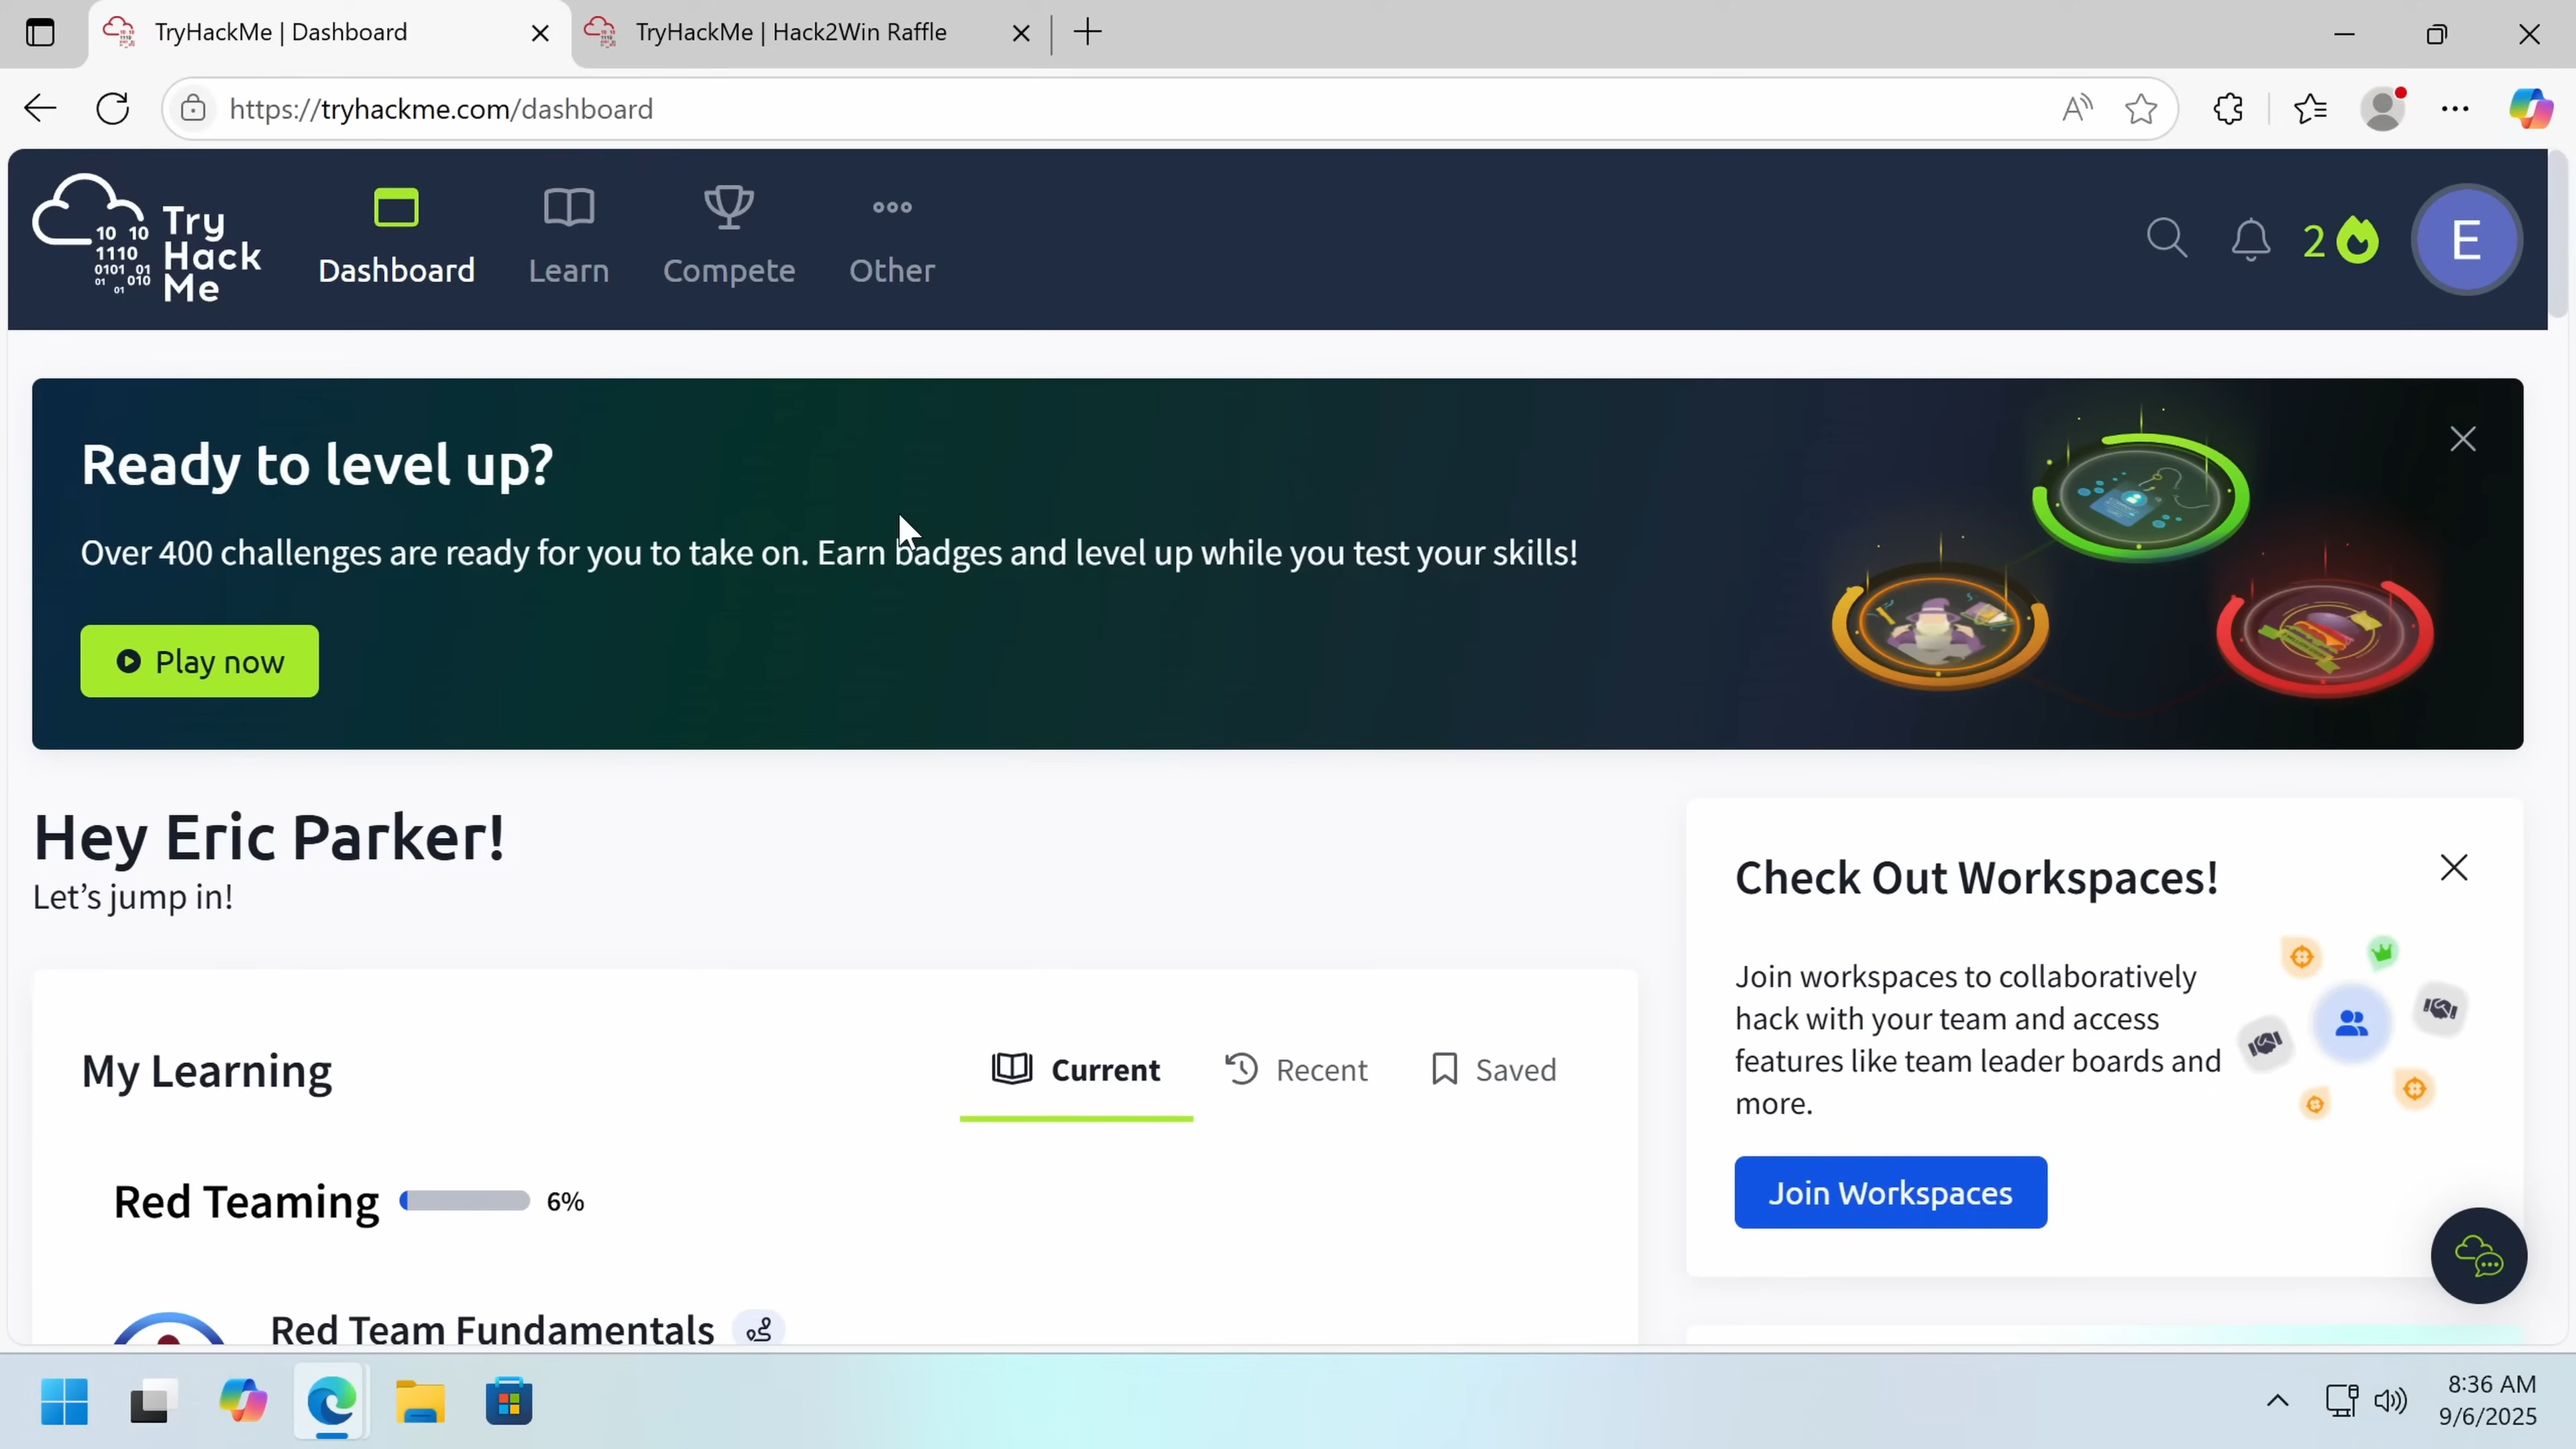 TryHackMe | Dashboard
TryHackMe | Hack2Win Raffle
https://tryhackme.com/dashboard
10 10
1110
0101 01
01 010
01
Try
Hack
Me
Dashboard
Learn
Compete
Other
2
E
Ready to level up?
Over 400 challenges are ready for you to take on. Earn badges and level up while you test your skills!
Play now
Hey Eric Parker!
Let's jump in!
My Learning
Current
Recent
Saved
Red Teaming
6%
Red Team Fundamentals
Check Out Workspaces!
Join workspaces to collaboratively
hack with your team and access
features like team leader boards and
more.
Join Workspaces
8:36 AM
9/6/2025